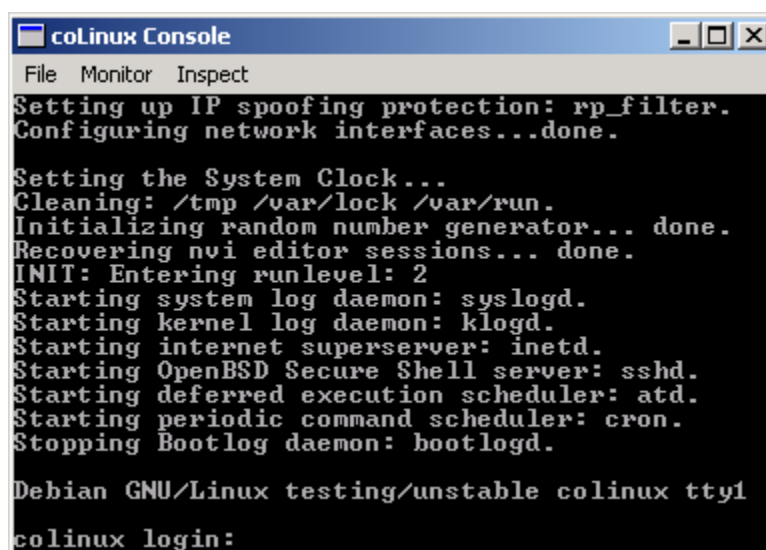 coLinux Console
File Monitor Inspect
Setting up IP spoofing protection: rp_filter.
Configuring network interfaces...done.
Setting the System Clock...
Cleaning: /tmp /var/lock /var/run.
Initializing random number generator... done.
Recovering nvi editor sessions... done.
INIT: Entering runlevel: 2
Starting system log daemon: syslogd.
Starting kernel log daemon: klogd.
Starting internet superserver: inetd.
Starting OpenBSD Secure Shell server: sshd.
Starting deferred execution scheduler: atd.
Starting periodic command scheduler: cron.
Stopping Bootlog daemon: bootlogd.
Debian GNU/Linux testing/unstable colinux tty1
colinux login: